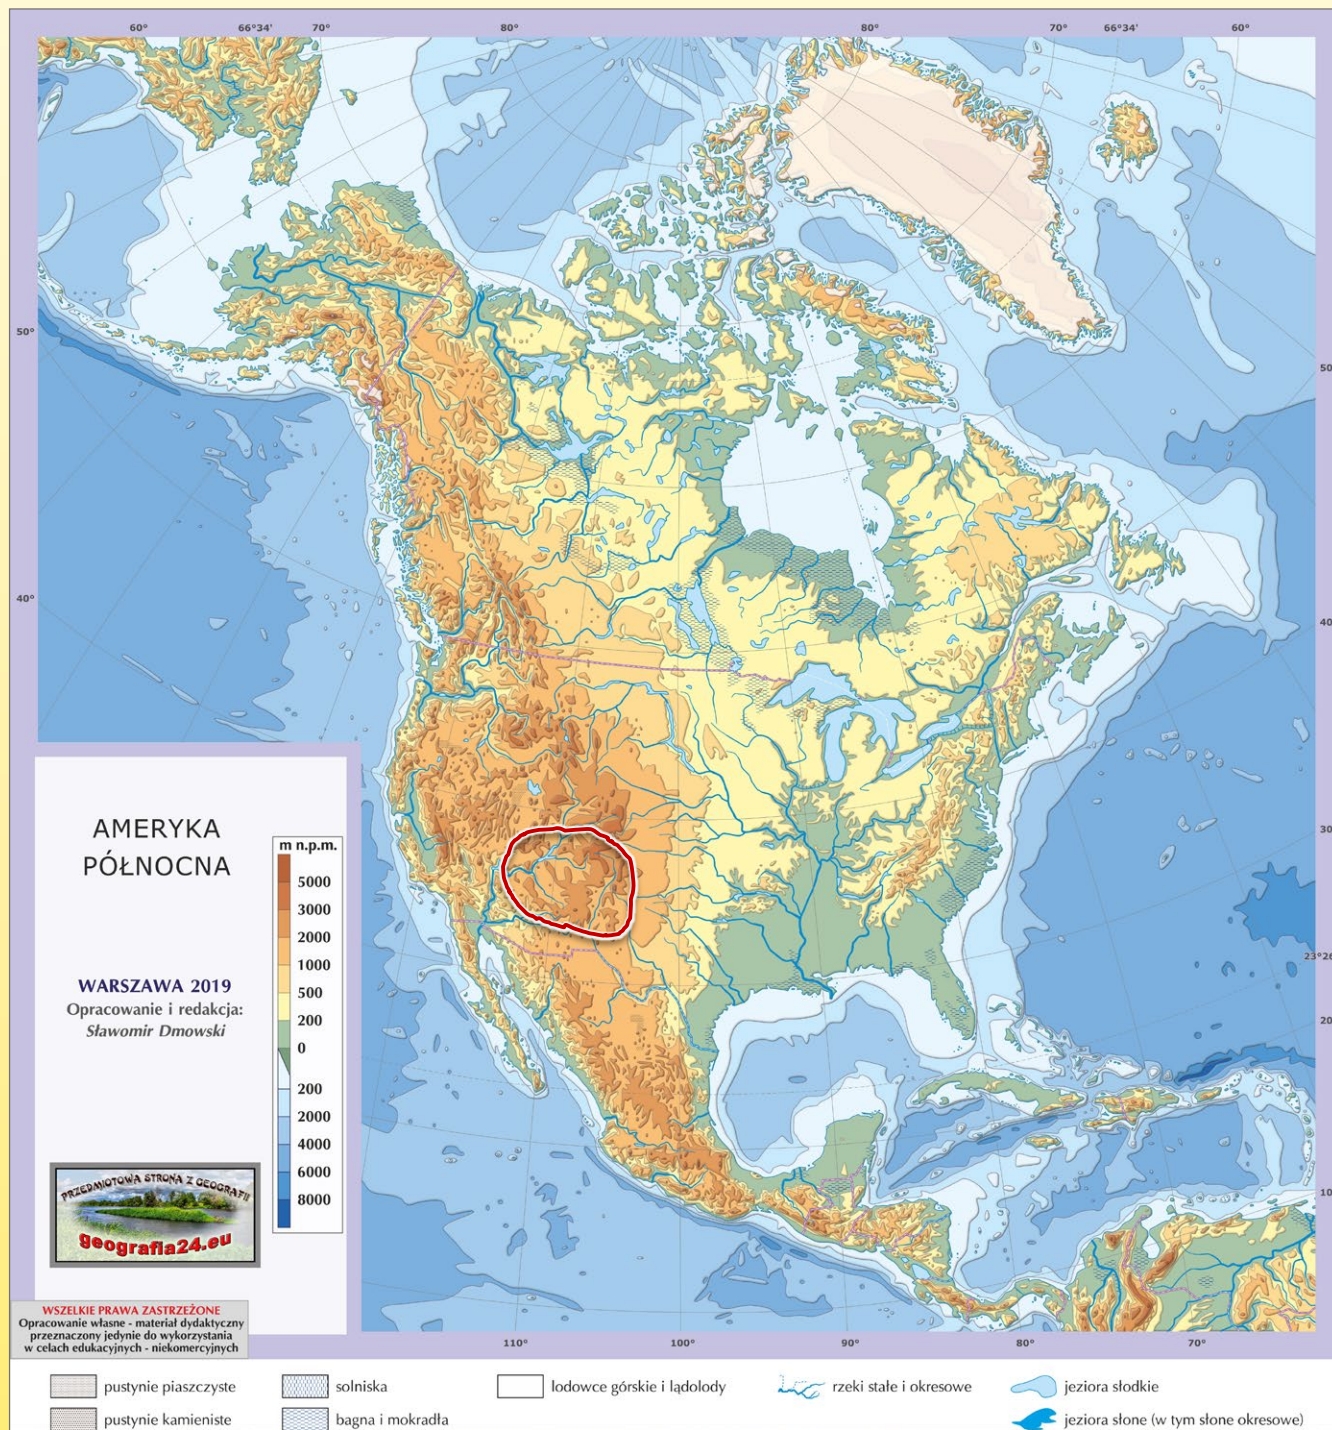 60° 66°34' 70° 80° 80° 70° 66°34' 60°
50°
50
40°
40
30
23°26
20
10
AMERYKA
PÓŁNOCNA
WARSZAWA 2019
Opracowanie i redakcja:
Sławomir Dmowski
m n.p.m.
5000
3000
2000
1000
500
200
0
200
2000
4000
6000
8000
PRZEDMIOTOWA STRONA Z GEOGRAFII
geografia24.eu
WSZELKIE PRAWA ZASTRZEŻONE
Opracowanie własne - materiał dydaktyczny
przeznaczony jedynie do wykorzystania
w celach edukacyjnych - niekomercyjnych
110° 100° 90° 80° 70°
pustynie piaszczyste
solniska
lodowce górskie i lądolody
rzeki stałe i okresowe
jeziora słodkie
pustynie kamieniste
bagna i mokradła
jeziora słone (w tym słone okresowe)